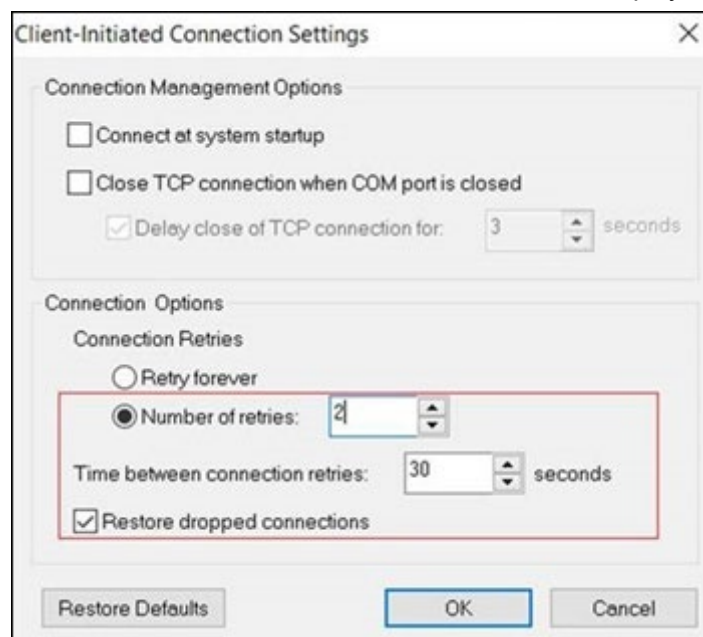 Client-Initiated Connection Settings
Connection Management Options
Connect at system startup
Close TCP connection when COM port is closed
Delay close of TCP connection for: 3 seconds
Connection Options
Connection Retries
Retry forever
Number of retries: 2
Time between connection retries: 30 seconds
Restore dropped connections
Restore Defaults OK Cancel